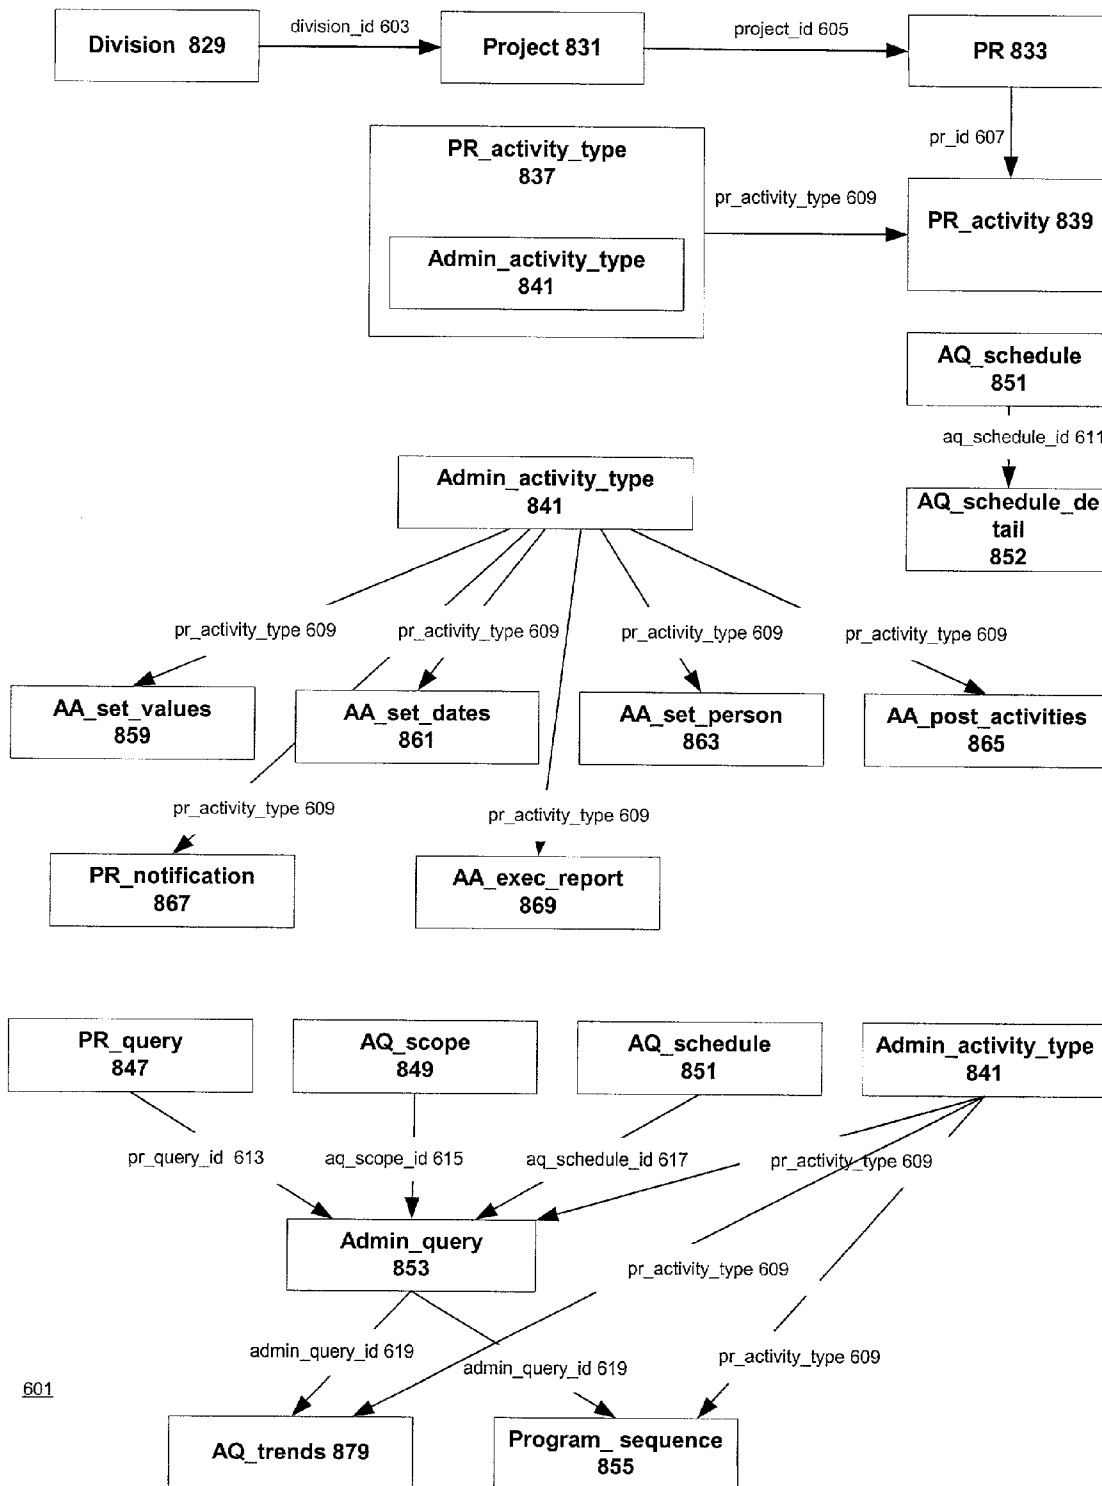 Division 829
division_id 603
Project 831
project_id 605
PR 833
pr_id 607
PR_activity_type
837
Admin_activity_type
841
pr_activity_type 609
PR_activity 839
AQ_schedule
851
aq_schedule_id 611
AQ_schedule_de
tail
852
Admin_activity_type
841
pr_activity_type 609
pr_activity_type 609
pr_activity_type 609
pr_activity_type 609
AA_set_values
859
AA_set_dates
861
AA_set_person
863
AA_post_activities
865
pr_activity_type 609
pr_activity_type 609
PR_notification
867
AA_exec_report
869
PR_query
847
AQ_scope
849
AQ_schedule
851
Admin_activity_type
841
pr_query_id 613
aq_scope_id 615
aq_schedule_id 617
pr_activity_type 609
Admin_query
853
pr_activity_type 609
admin_query_id 619
admin_query_id 619
pr_activity_type 609
601
AQ_trends 879
Program_ sequence
855